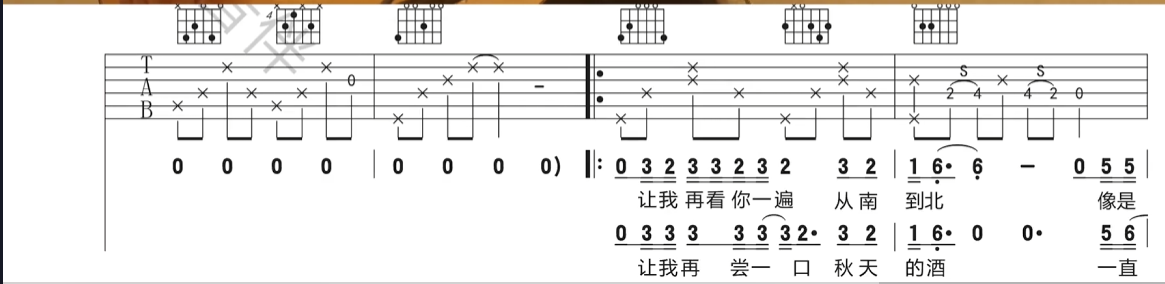 4
T
A
B
0
S
S
2 4 4 2 0
0 0 0 0 0 0 0 0) 0 3 2 3 3 2 3 2 3 2 1 6· 6 – 0 5 5
让我再看你一遍 从南 到北 像是
0 3 3 3 3 3 3 2· 3 2 1 6· 0 0· 5 6
让我再 尝一 口 秋天 的酒 一直